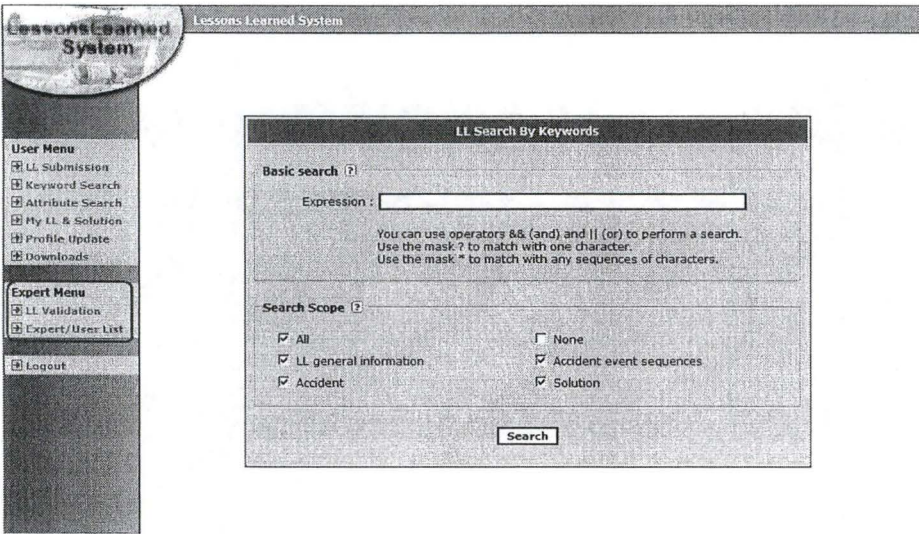 LessonsLearned
System
Lessons Learned System
User Menu
LL Submission
Keyword Search
Attribute Search
My LL & Solution
Profile Update
Downloads
Expert Menu
LL Validation
Expert/User List
Logout
LL Search By Keywords
Basic search ?
Expression :
You can use operators && (and) and || (or) to perform a search.
Use the mask ? to match with one character.
Use the mask * to match with any sequences of characters.
Search Scope ?
All
None
LL general information
Accident event sequences
Accident
Solution
Search